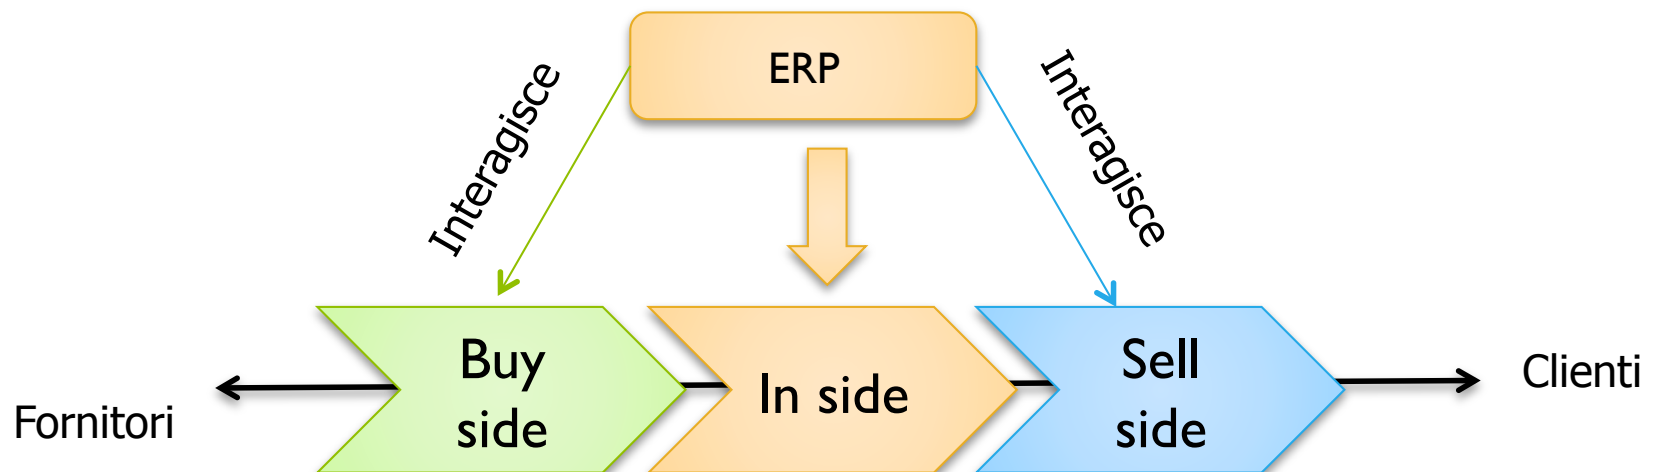 ERP
Interagisce
Interagisce
Fornitori
Buy
side
In side
Sell
side
Clienti